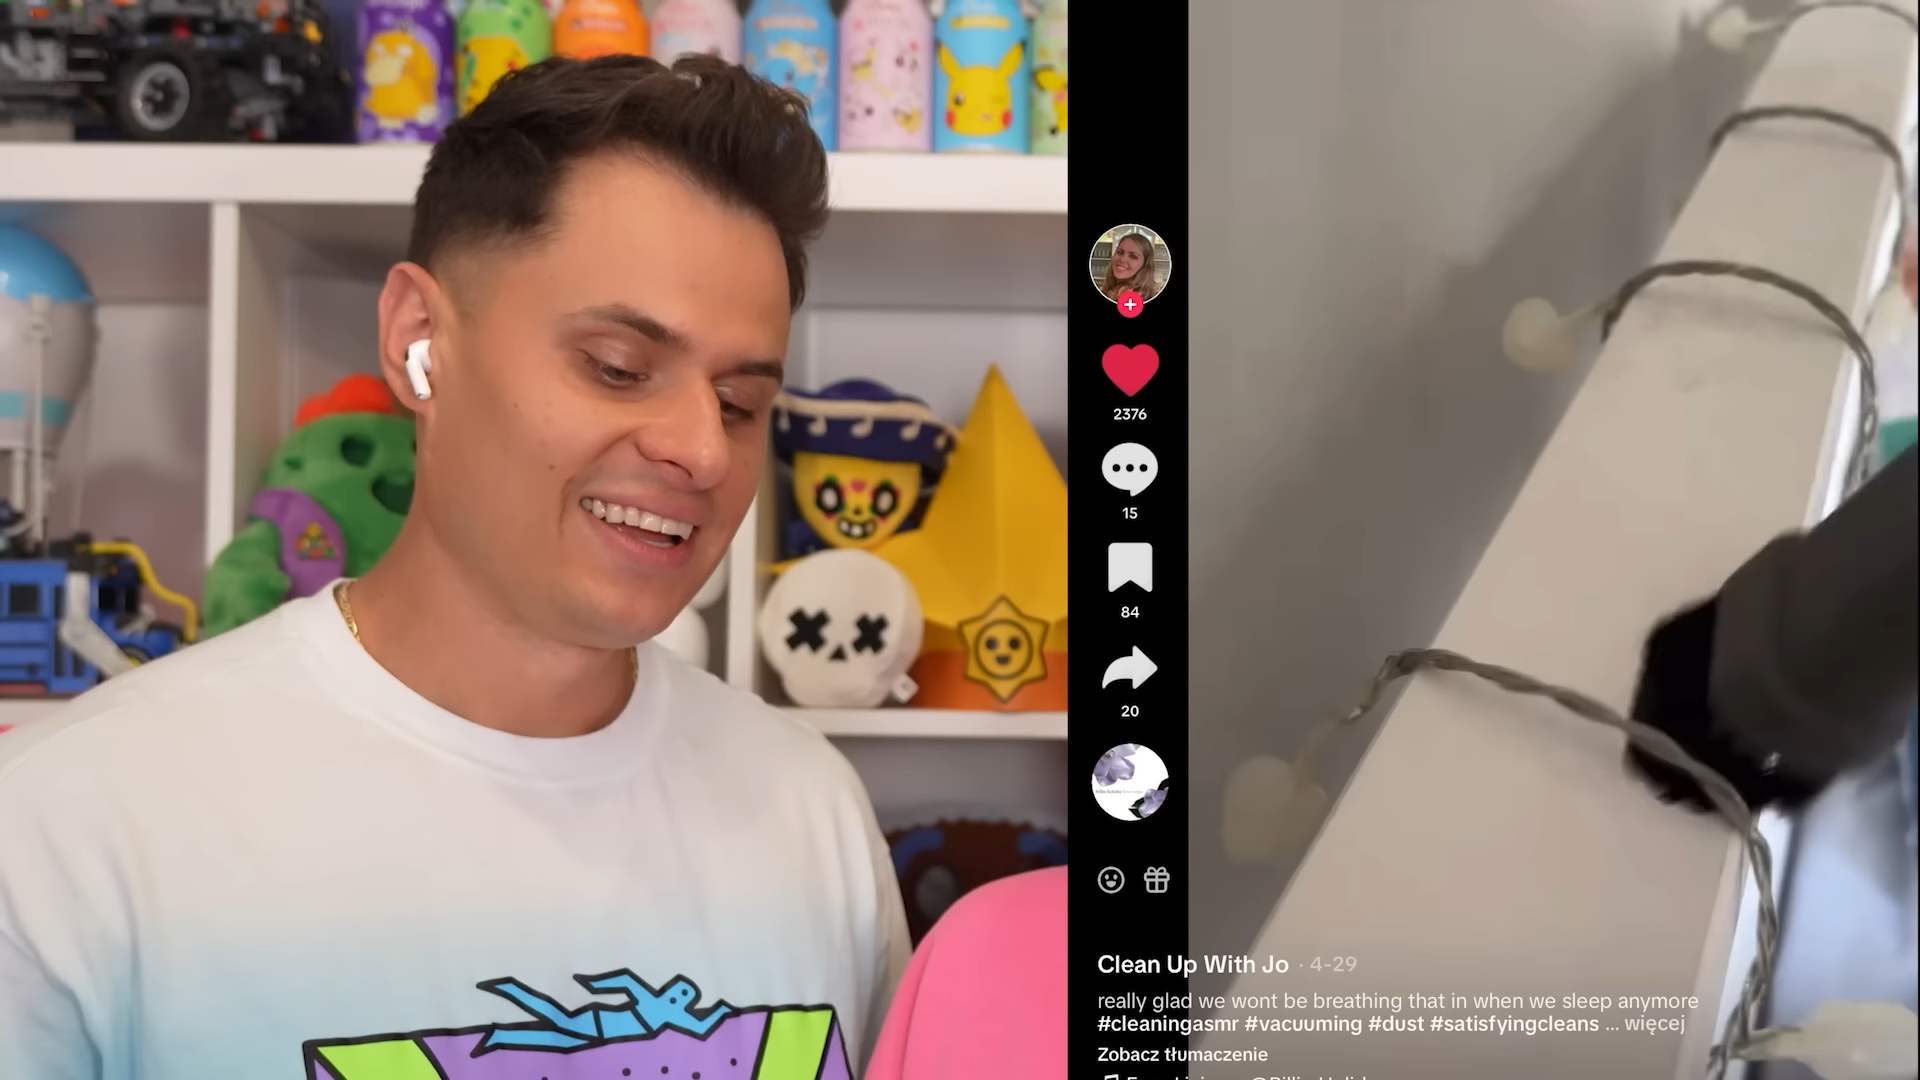 2376
15
84
20
Clean Up With Jo · 4-29
really glad we wont be breathing that in when we sleep anymore
#cleaningasmr #vacuuming #dust #satisfyingcleans ... więcej
Zobacz tłumaczenie